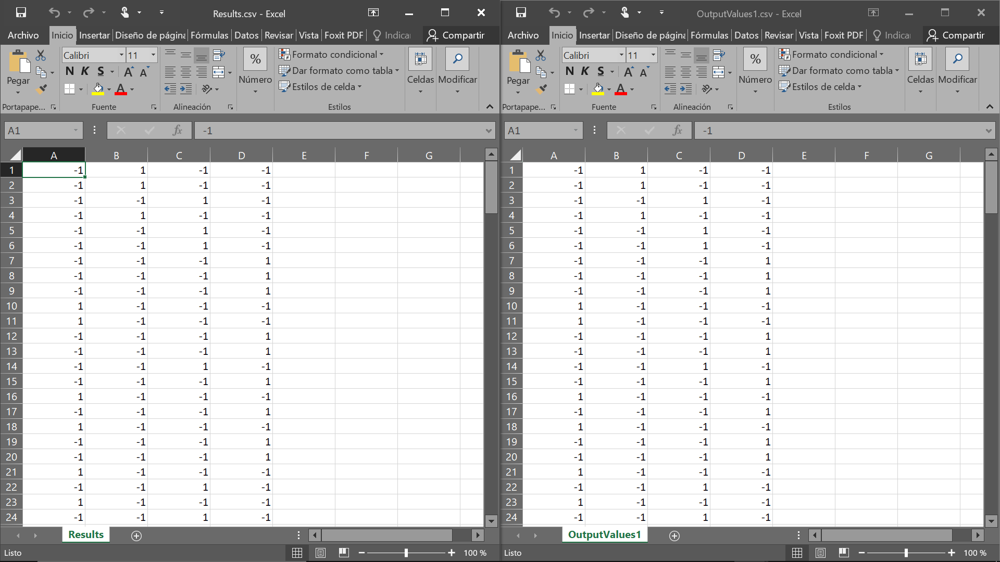 Results.csv - Excel
Archivo Inicio Insertar Diseño de página Fórmulas Datos Revisar Vista Foxit PDF Indica Compartir
Pegar
Portapape...
Calibri 11
N K S A A
A
Fuente
Alineación
%
Número
Formato condicional
Dar formato como tabla
Estilos de celda
Estilos
Celdas
Modificar
A1 fx -1
A B C D E F G
1 -1 1 -1 -1
2 -1 1 -1 -1
3 -1 -1 1 -1
4 -1 1 -1 -1
5 -1 -1 1 -1
6 -1 -1 1 -1
7 -1 -1 -1 1
8 -1 -1 -1 1
9 -1 -1 -1 1
10 1 -1 -1 -1
11 1 -1 -1 -1
12 -1 -1 -1 1
13 -1 -1 -1 1
14 -1 -1 1 -1
15 -1 -1 -1 1
16 1 -1 -1 -1
17 -1 -1 -1 1
18 1 -1 -1 -1
19 -1 -1 -1 1
20 -1 -1 -1 1
21 1 -1 -1 -1
22 -1 -1 1 -1
23 1 -1 -1 -1
24 -1 -1 1 -1
Results
Listo 100 %
OutputValues1.csv - Excel
Archivo Inicio Insertar Diseño de página Fórmulas Datos Revisar Vista Foxit PDF Indica Compartir
Pegar
Portapape...
Calibri 11
N K S A A
A
Fuente
Alineación
%
Número
Formato condicional
Dar formato como tabla
Estilos de celda
Estilos
Celdas
Modificar
A1 fx -1
A B C D E F G
1 -1 1 -1 -1
2 -1 1 -1 -1
3 -1 -1 1 -1
4 -1 1 -1 -1
5 -1 -1 1 -1
6 -1 -1 1 -1
7 -1 -1 -1 1
8 -1 -1 -1 1
9 -1 -1 -1 1
10 1 -1 -1 -1
11 1 -1 -1 -1
12 -1 -1 -1 1
13 -1 -1 -1 1
14 -1 -1 1 -1
15 -1 -1 -1 1
16 1 -1 -1 -1
17 -1 -1 -1 1
18 1 -1 -1 -1
19 -1 -1 -1 1
20 -1 -1 -1 1
21 1 -1 -1 -1
22 -1 -1 1 -1
23 1 -1 -1 -1
24 -1 -1 1 -1
OutputValues1
Listo 100 %